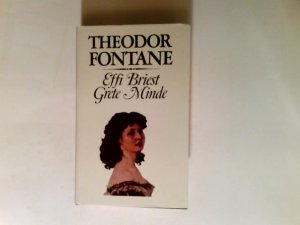 THEODOR
FONTANE
Effi Briest
Grete Minde